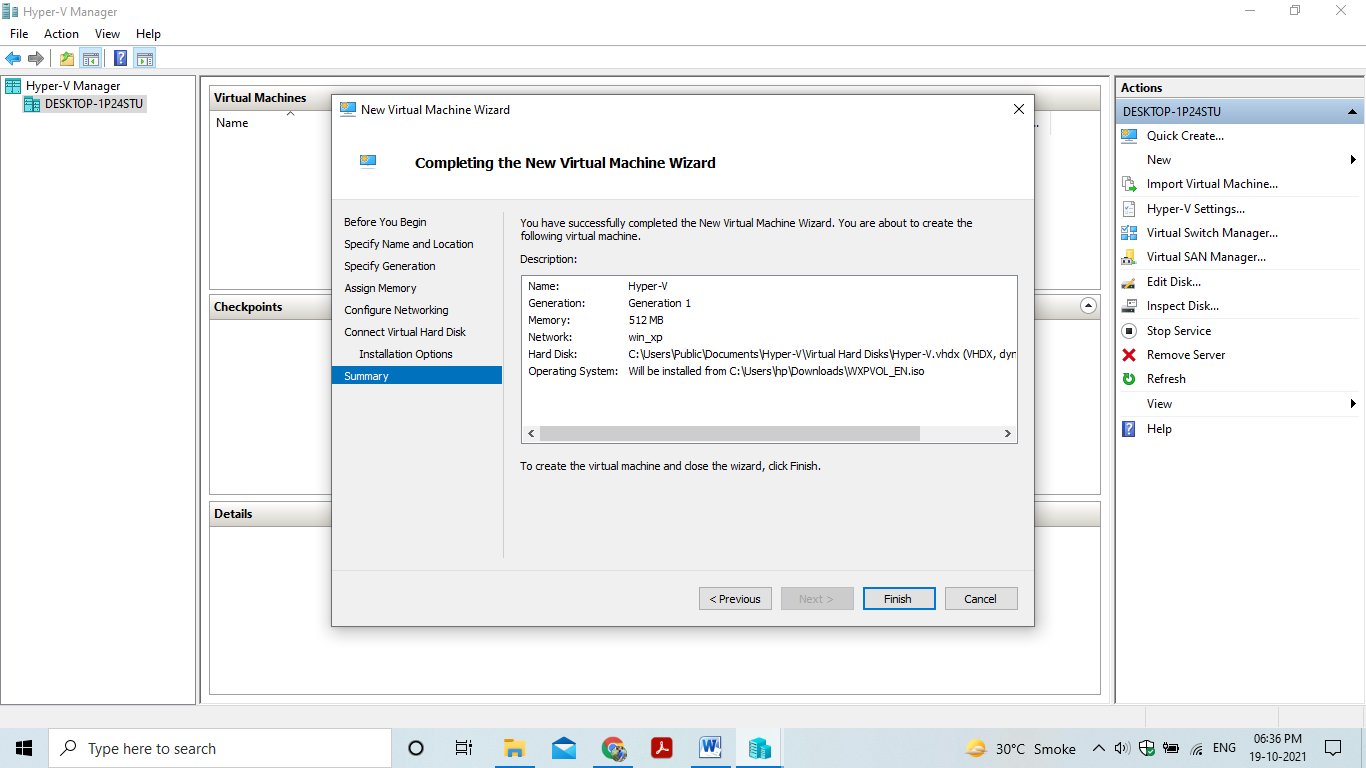 Hyper-V Manager
File Action View Help
Hyper-V Manager
DESKTOP-1P24STU
Virtual Machines
Name
Checkpoints
Details
New Virtual Machine Wizard
Completing the New Virtual Machine Wizard
Before You Begin
Specify Name and Location
Specify Generation
Assign Memory
Configure Networking
Connect Virtual Hard Disk
Installation Options
Summary
You have successfully completed the New Virtual Machine Wizard. You are about to create the
following virtual machine.
Description:
Name: Hyper-V
Generation: Generation 1
Memory: 512 MB
Network: win_xp
Hard Disk: C:\Users\Public\Documents\Hyper-V\Virtual Hard Disks\Hyper-V.vhdx (VHDX, dyn
Operating System: Will be installed from C:\Users\hp\Downloads\WXPVOL_EN.iso
To create the virtual machine and close the wizard, click Finish.
< Previous Next > Finish Cancel
Actions
DESKTOP-1P24STU
Quick Create...
New
Import Virtual Machine...
Hyper-V Settings...
Virtual Switch Manager...
Virtual SAN Manager...
Edit Disk...
Inspect Disk...
Stop Service
Remove Server
Refresh
View
Help
Type here to search
30°C Smoke
ENG
06:36 PM
19-10-2021